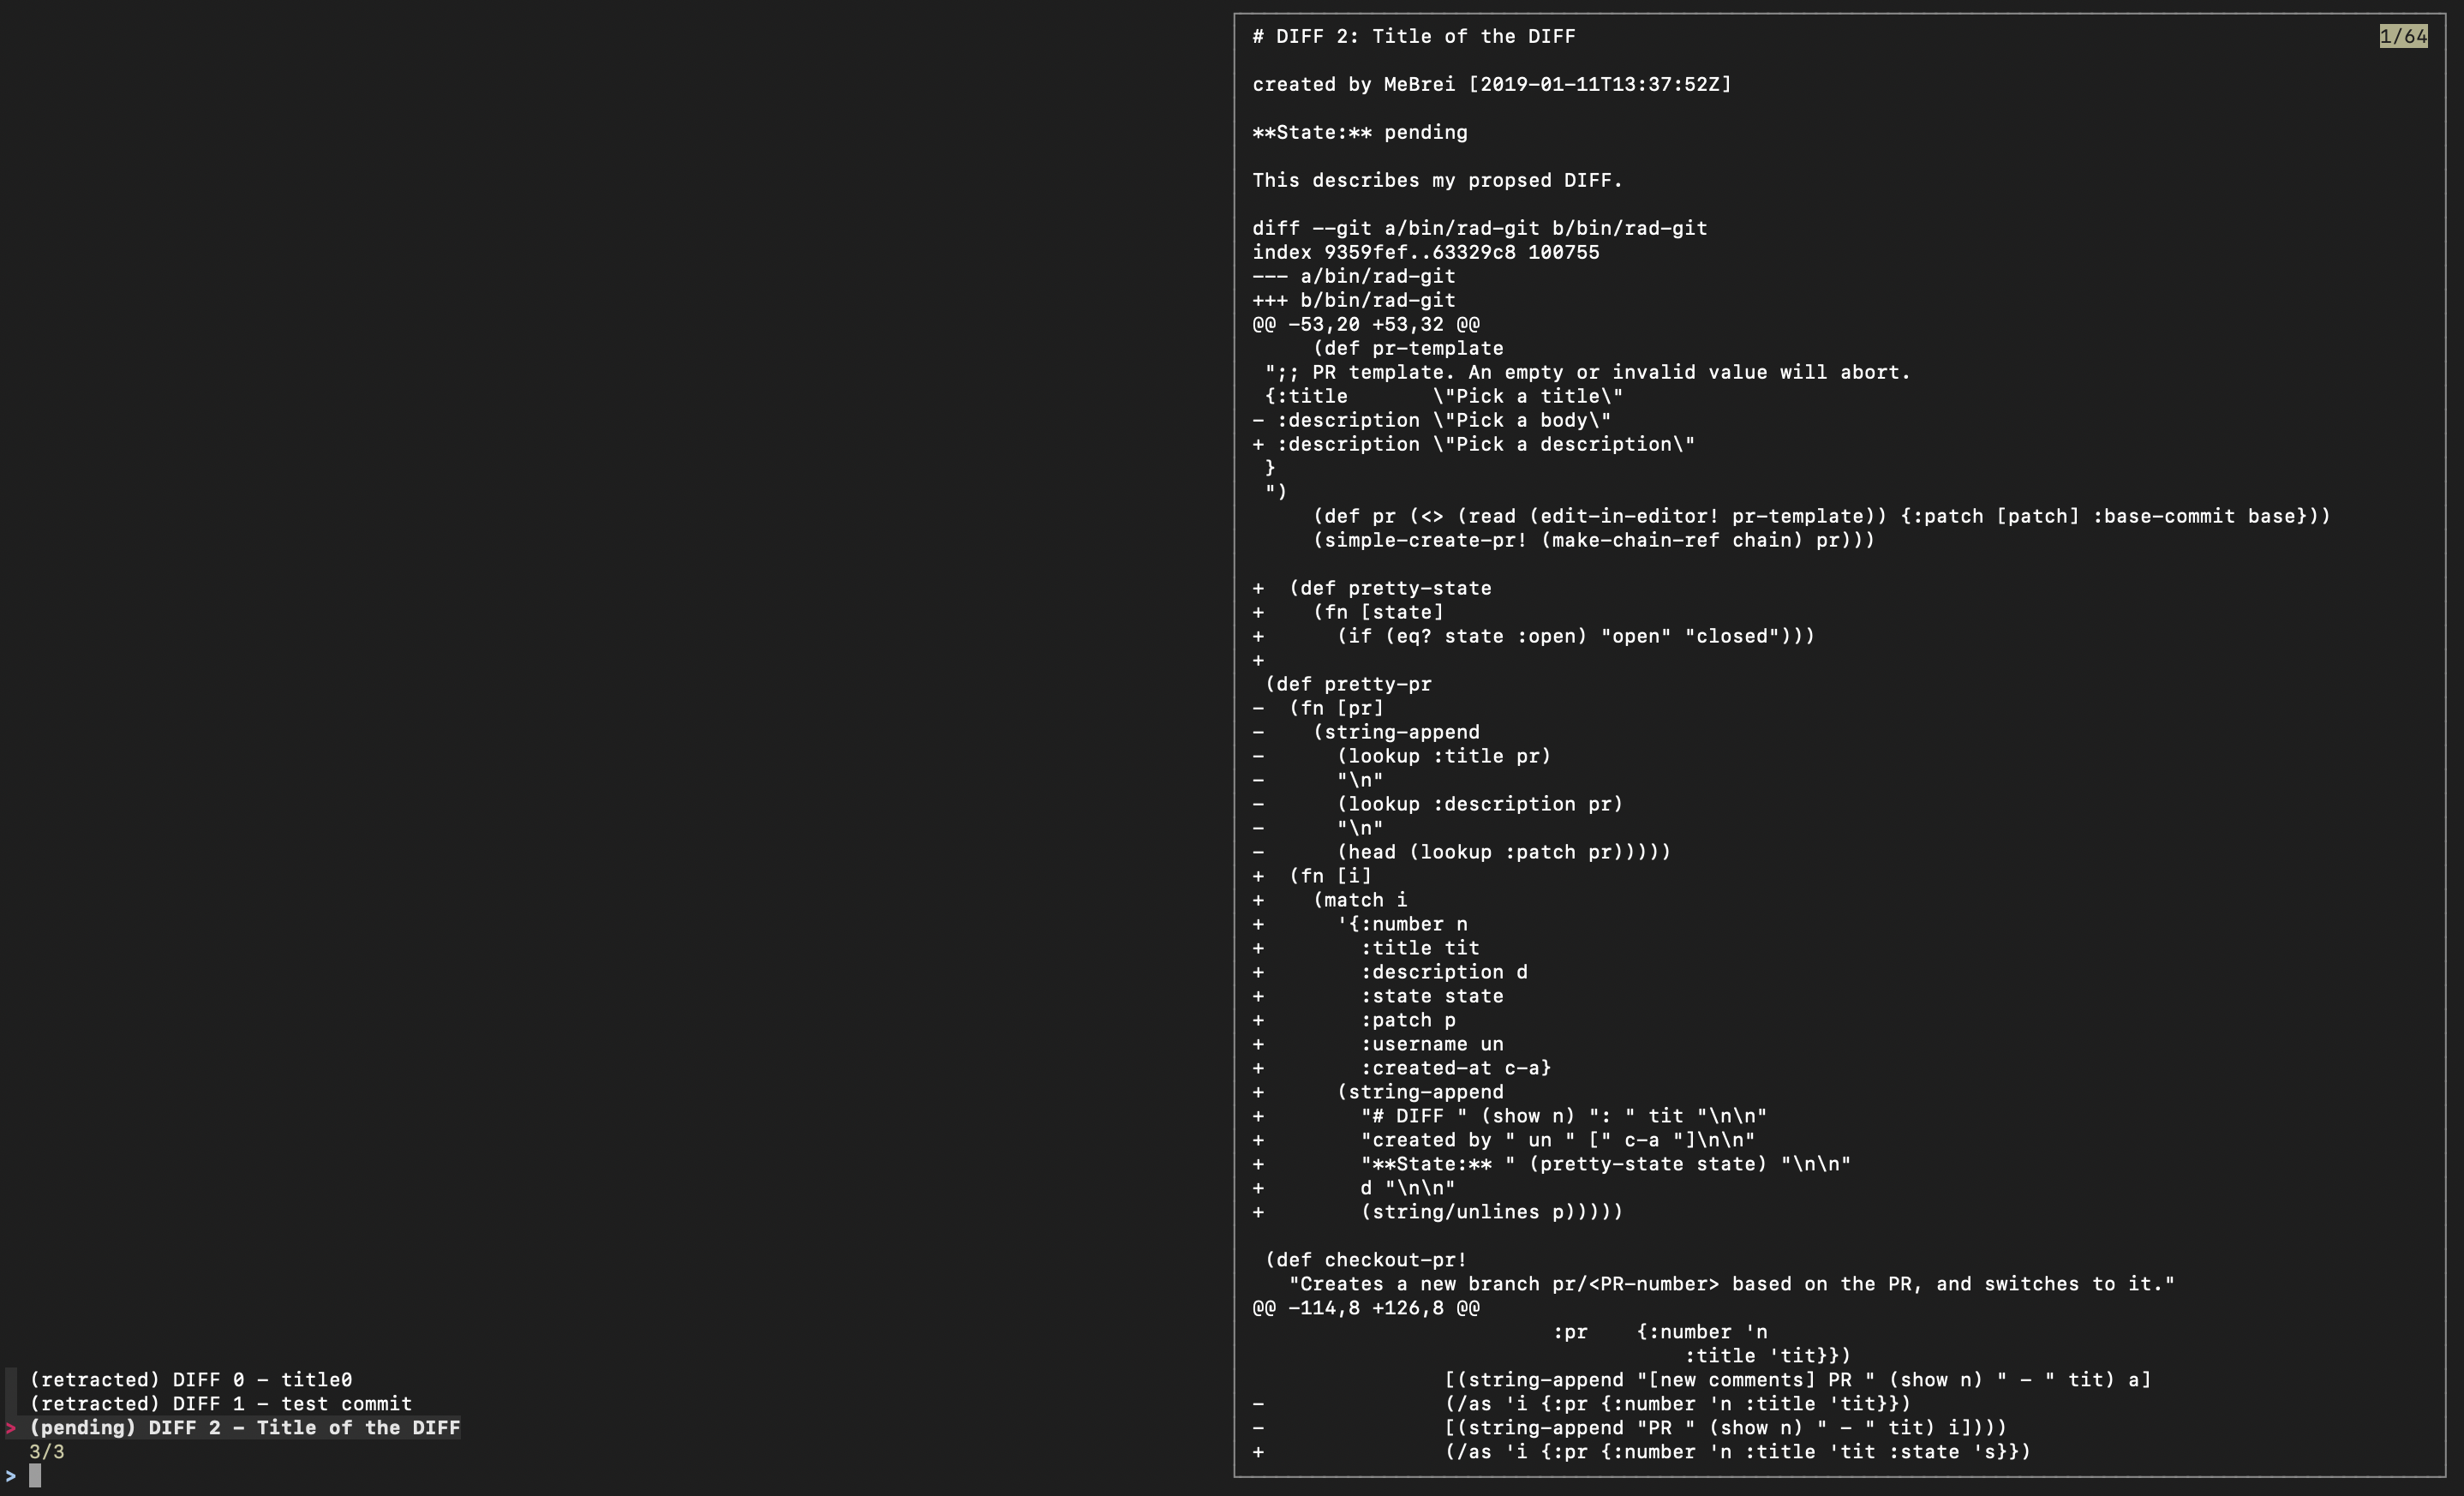 (retracted) DIFF 0 - title0
(retracted) DIFF 1 - test commit
> (pending) DIFF 2 - Title of the DIFF
3/3
>
# DIFF 2: Title of the DIFF 1/64
created by MeBrei [2019-01-11T13:37:52Z]
**State:** pending
This describes my propsed DIFF.
diff --git a/bin/rad-git b/bin/rad-git
index 9359fef..63329c8 100755
--- a/bin/rad-git
+++ b/bin/rad-git
@@ -53,20 +53,32 @@
     (def pr-template
 ";; PR template. An empty or invalid value will abort.
 {:title       \"Pick a title\"
- :description \"Pick a body\"
+ :description \"Pick a description\"
 }
 ")
     (def pr (<> (read (edit-in-editor! pr-template)) {:patch [patch] :base-commit base}))
     (simple-create-pr! (make-chain-ref chain) pr)))
+  (def pretty-state
+    (fn [state]
+      (if (eq? state :open) "open" "closed")))
+
 (def pretty-pr
-  (fn [pr]
-    (string-append
-      (lookup :title pr)
-      "\n"
-      (lookup :description pr)
-      "\n"
-      (head (lookup :patch pr)))))
+  (fn [i]
+    (match i
+      '{:number n
+        :title tit
+        :description d
+        :state state
+        :patch p
+        :username un
+        :created-at c-a}
+      (string-append
+        "# DIFF " (show n) ": " tit "\n\n"
+        "created by " un " [" c-a "]\n\n"
+        "**State:** " (pretty-state state) "\n\n"
+        d "\n\n"
+        (string/unlines p)))))
 (def checkout-pr!
   "Creates a new branch pr/<PR-number> based on the PR, and switches to it."
@@ -114,8 +126,8 @@
                         :pr    {:number 'n
                                    :title 'tit}})
               [(string-append "[new comments] PR " (show n) " - " tit) a]
-              (/as 'i {:pr {:number 'n :title 'tit}})
-              [(string-append "PR " (show n) " - " tit) i])))
+              (/as 'i {:pr {:number 'n :title 'tit :state 's}})